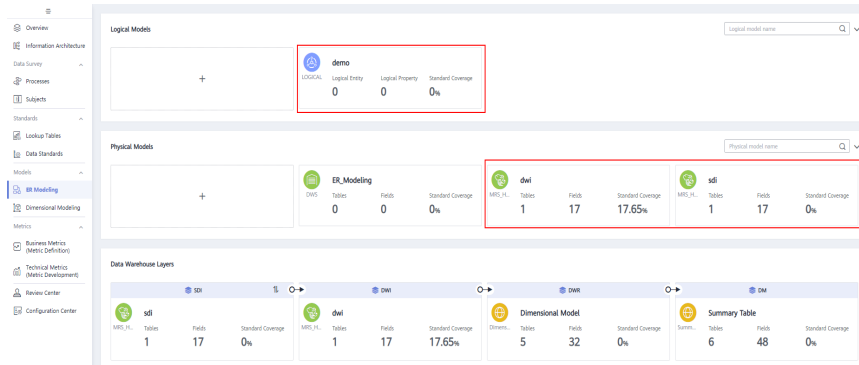 Overview
Information Architecture
Data Survey
Processes
Subjects
Standards
Lookup Tables
Data Standards
Models
ER Modeling
Dimensional Modeling
Metrics
Business Metrics
(Metric Definition)
Technical Metrics
(Metric Development)
Review Center
Configuration Center
Logical Models
Logical model name
+
demo
LOGICAL Logical Entity Logical Property Standard Coverage
0 0 0%
Physical Models
Physical model name
+
ER_Modeling
DWS Tables Fields Standard Coverage
0 0 0%
dwi
MRS_H... Tables Fields Standard Coverage
1 17 17.65%
sdi
MRS_H... Tables Fields Standard Coverage
1 17 0%
Data Warehouse Layers
SDI DWI DWR DM
sdi
MRS_H... Tables Fields Standard Coverage
1 17 0%
dwi
MRS_H... Tables Fields Standard Coverage
1 17 17.65%
Dimensional Model
Dimens... Tables Fields Standard Coverage
5 32 0%
Summary Table
Summ... Tables Fields Standard Coverage
6 48 0%